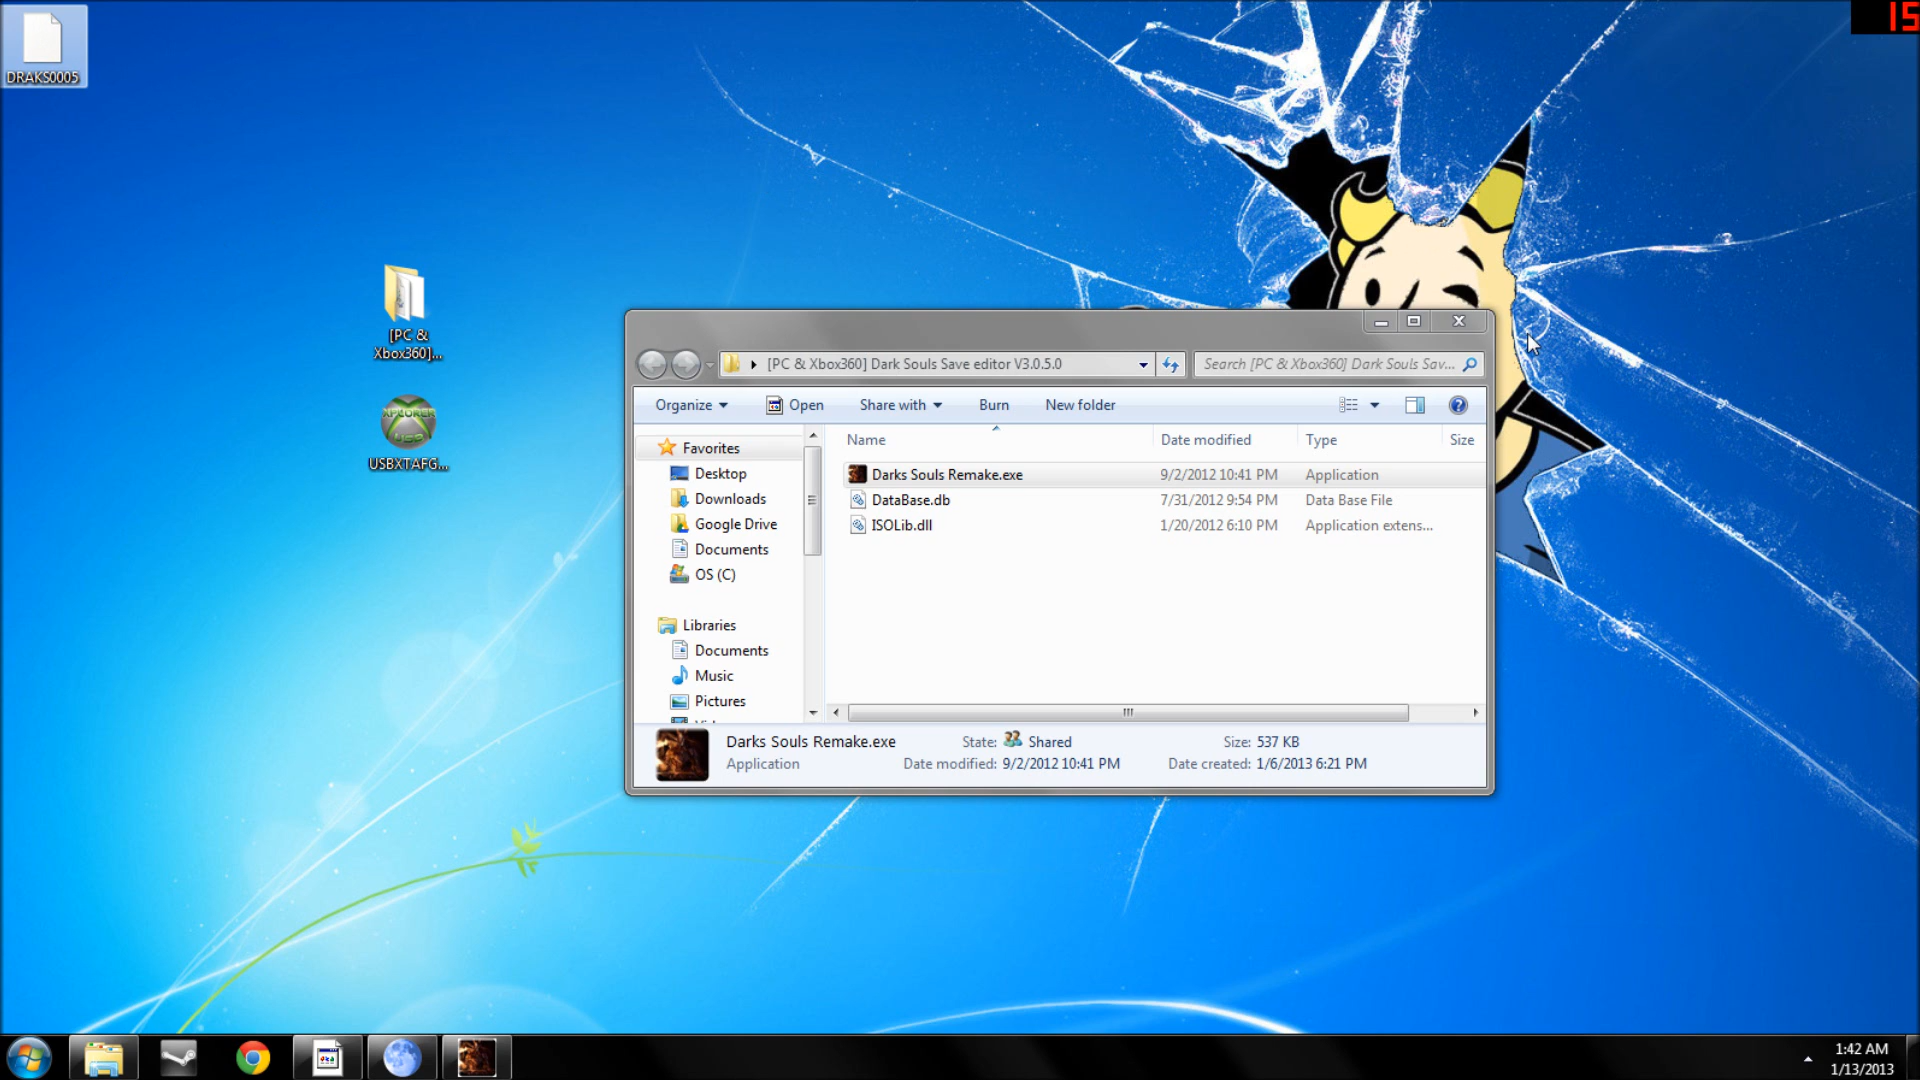 DRAKS0005
15
[PC &
Xbox360]...
XPLORER
USB
USBXTAFG...
[PC & Xbox360] Dark Souls Save editor V3.0.5.0
Search [PC & Xbox360] Dark Souls Sav...
Organize Open Share with Burn New folder
Name Date modified Type Size
Favorites
Desktop
Downloads
Google Drive
Documents
OS (C)
Libraries
Documents
Music
Pictures
Darks Souls Remake.exe 9/2/2012 10:41 PM Application
DataBase.db 7/31/2012 9:54 PM Data Base File
ISOLib.dll 1/20/2012 6:10 PM Application extens...
Darks Souls Remake.exe State: Shared Size: 537 KB
Application Date modified: 9/2/2012 10:41 PM Date created: 1/6/2013 6:21 PM
1:42 AM
1/13/2013